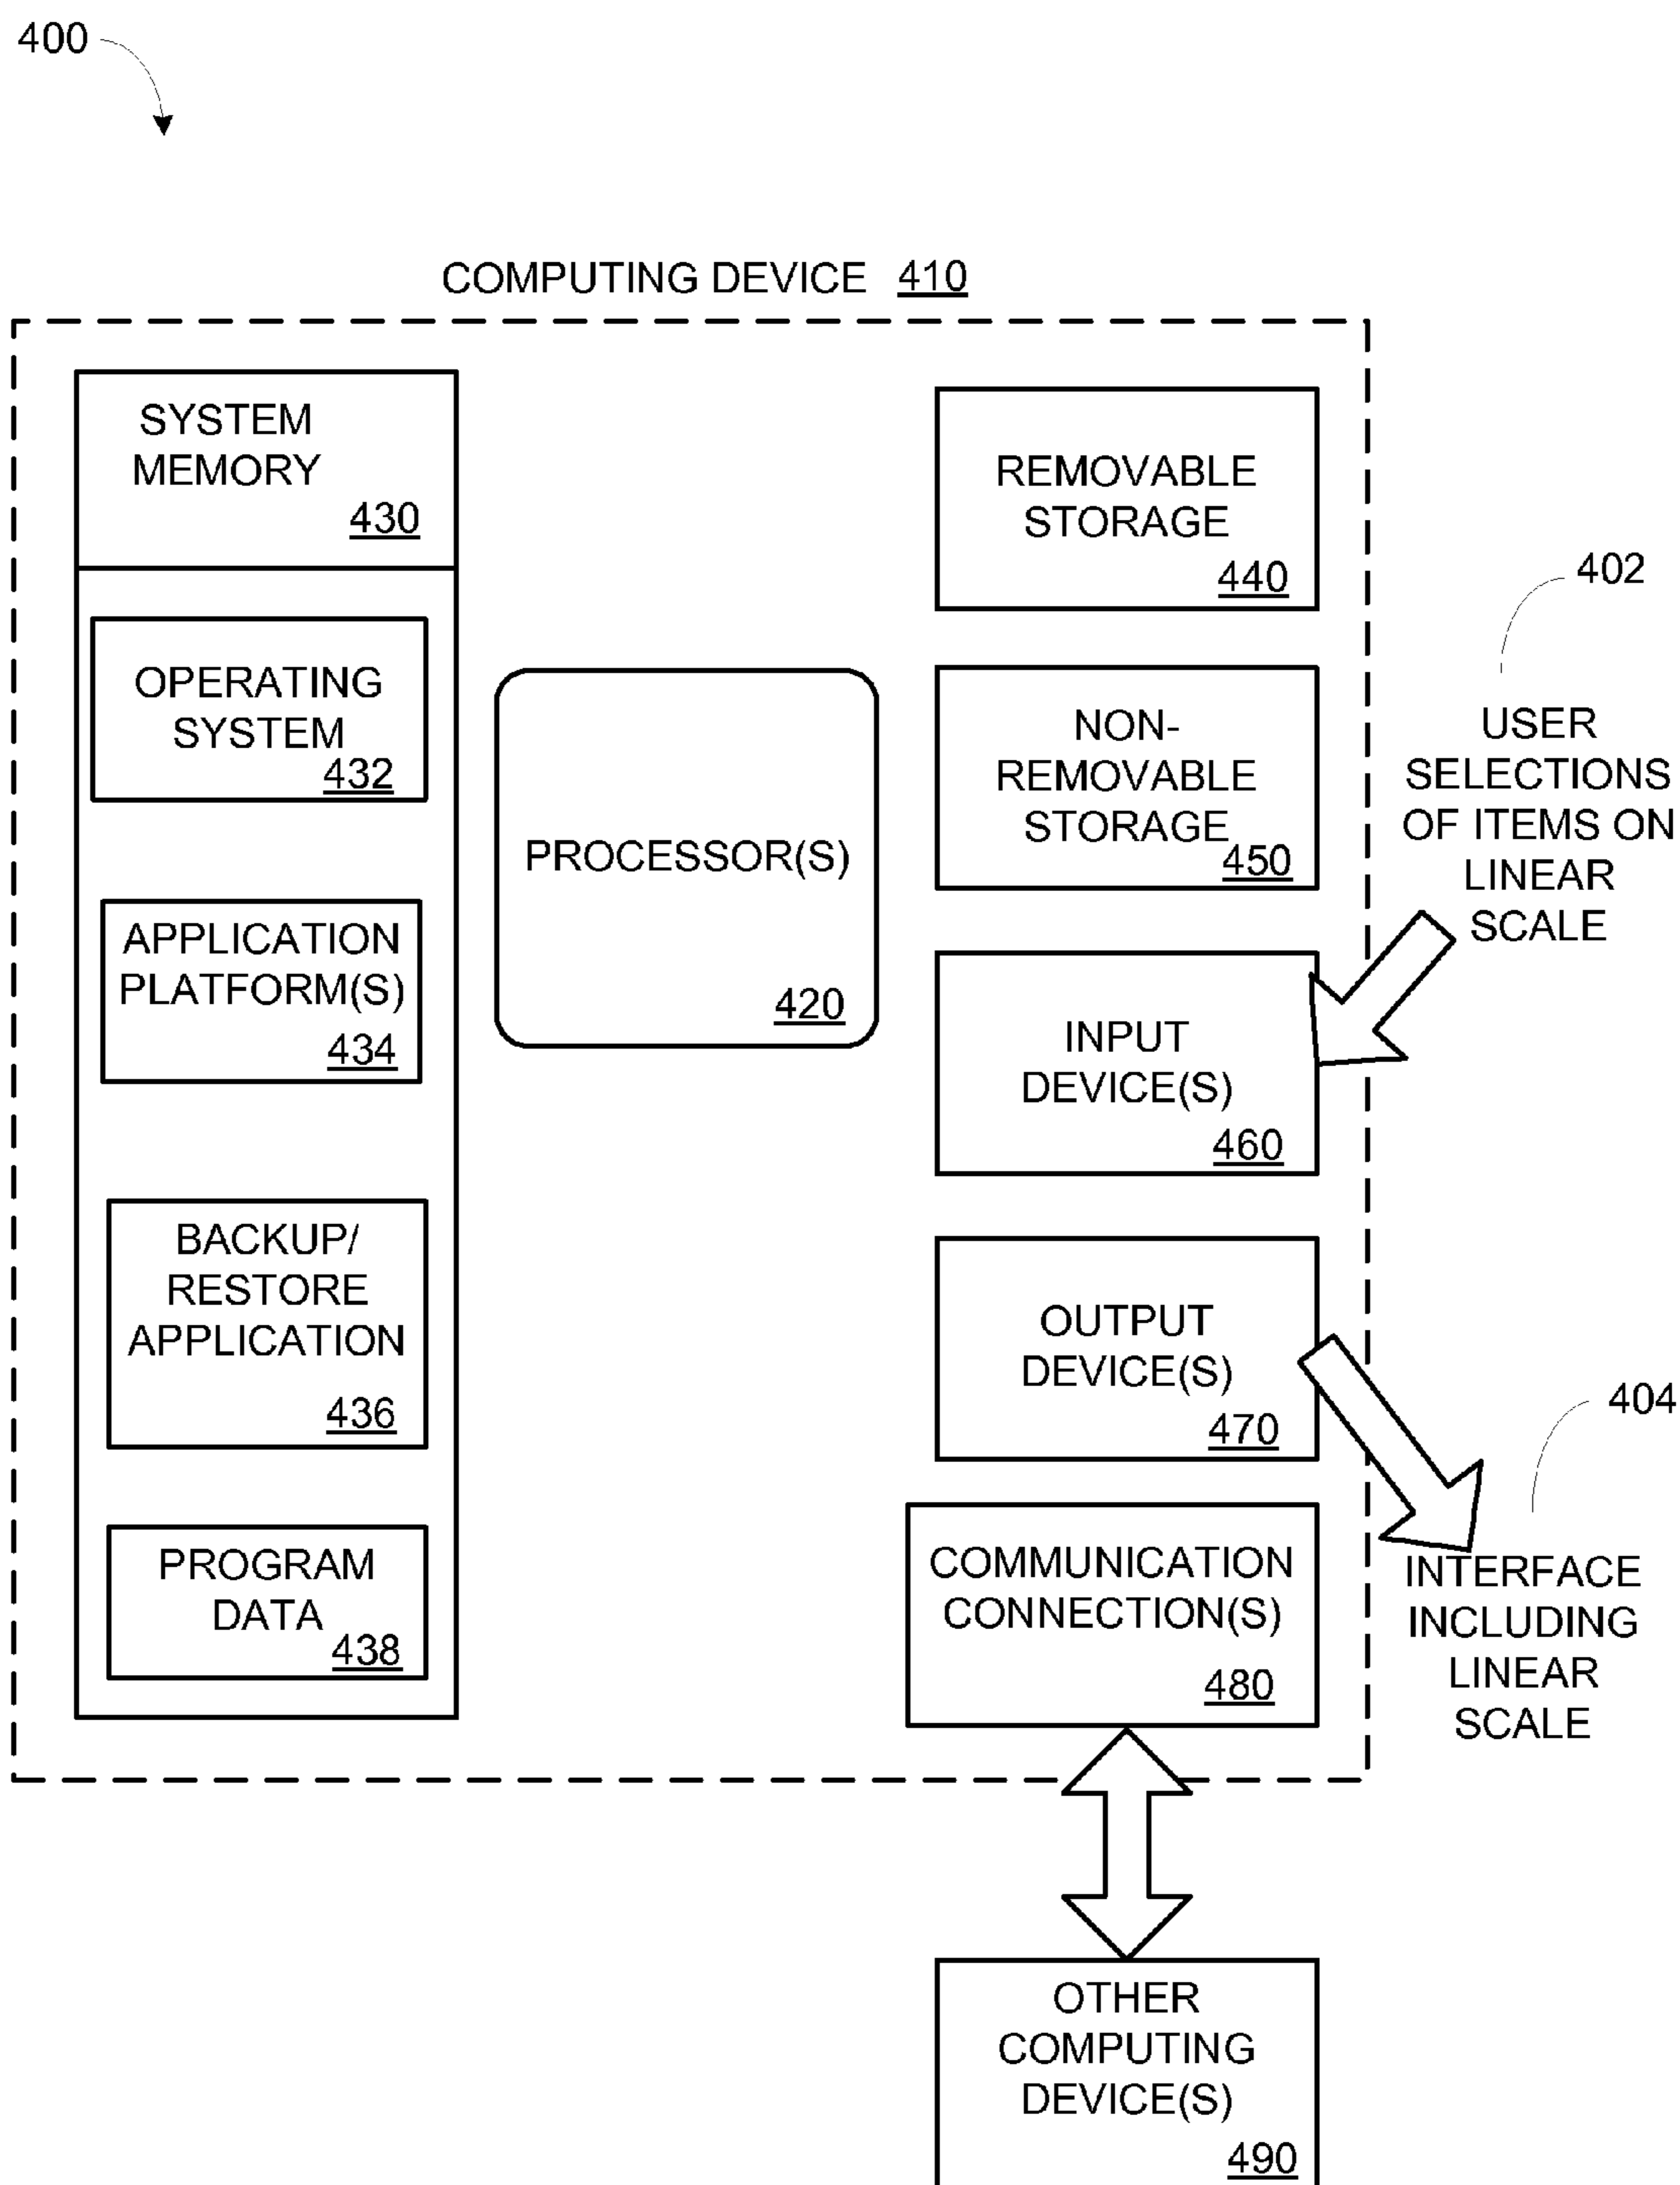 400
COMPUTING DEVICE 410
SYSTEM
MEMORY
430
OPERATING
SYSTEM
432
APPLICATION
PLATFORM(S)
434
BACKUP/
RESTORE
APPLICATION
436
PROGRAM
DATA
438
PROCESSOR(S)
420
REMOVABLE
STORAGE
440
NON-
REMOVABLE
STORAGE
450
INPUT
DEVICE(S)
460
OUTPUT
DEVICE(S)
470
COMMUNICATION
CONNECTION(S)
480
402
USER
SELECTIONS
OF ITEMS ON
LINEAR
SCALE
404
INTERFACE
INCLUDING
LINEAR
SCALE
OTHER
COMPUTING
DEVICE(S)
490